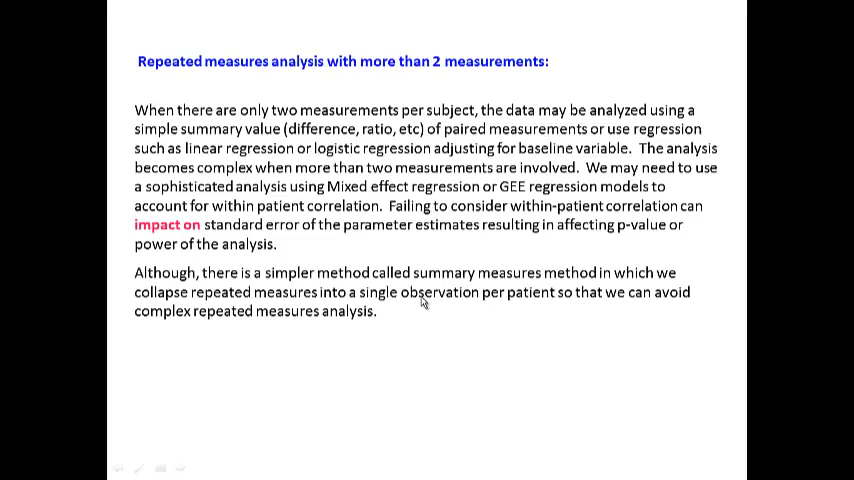 Repeated measures analysis with more than 2 measurements:
When there are only two measurements per subject, the data may be analyzed using a
simple summary value (difference, ratio, etc) of paired measurements or use regression
such as linear regression or logistic regression adjusting for baseline variable.  The analysis
becomes complex when more than two measurements are involved.  We may need to use
a sophisticated analysis using Mixed effect regression or GEE regression models to
account for within patient correlation.  Failing to consider within-patient correlation can
impact on standard error of the parameter estimates resulting in affecting p-value or
power of the analysis.
Although, there is a simpler method called summary measures method in which we
collapse repeated measures into a single observation per patient so that we can avoid
complex repeated measures analysis.